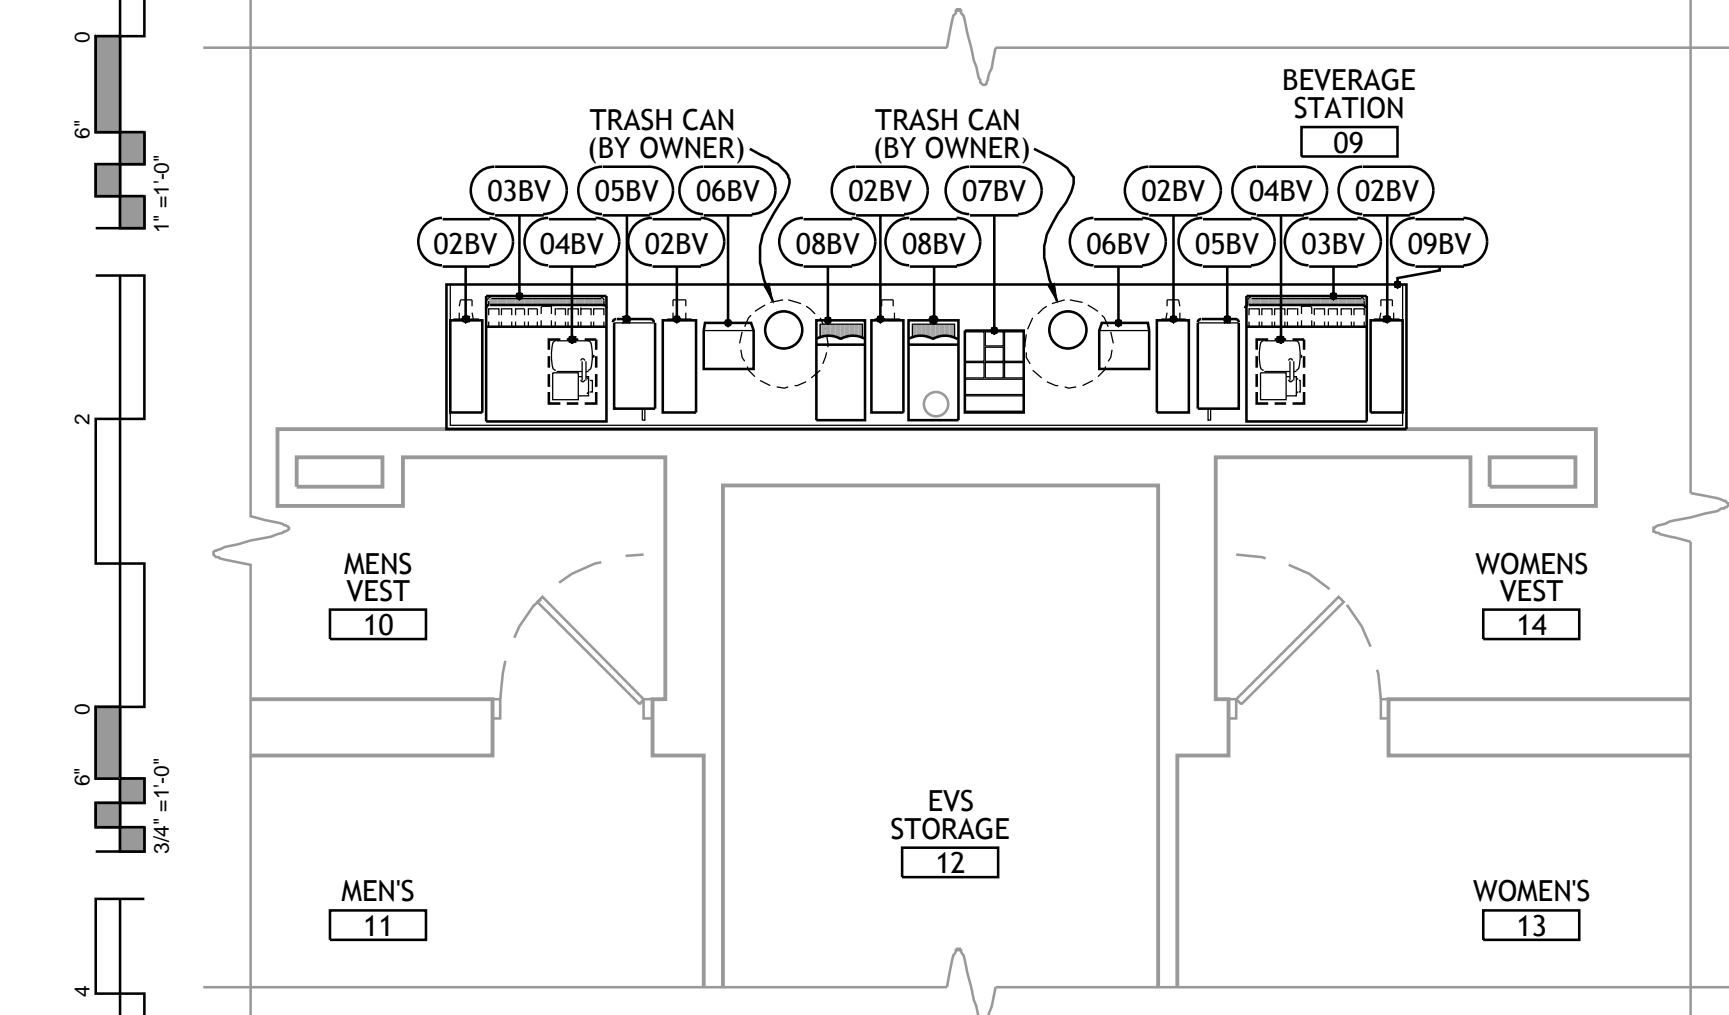 0
6"
1" =1'-0"
2
0
6"
3/4" =1'-0"
4
BEVERAGE
STATION
09
TRASH CAN
(BY OWNER)
TRASH CAN
(BY OWNER)
03BV
05BV
06BV
02BV
07BV
02BV
04BV
02BV
02BV
04BV
02BV
08BV
08BV
06BV
05BV
03BV
09BV
MENS
VEST
10
WOMENS
VEST
14
EVS
STORAGE
12
MEN'S
11
WOMEN'S
13